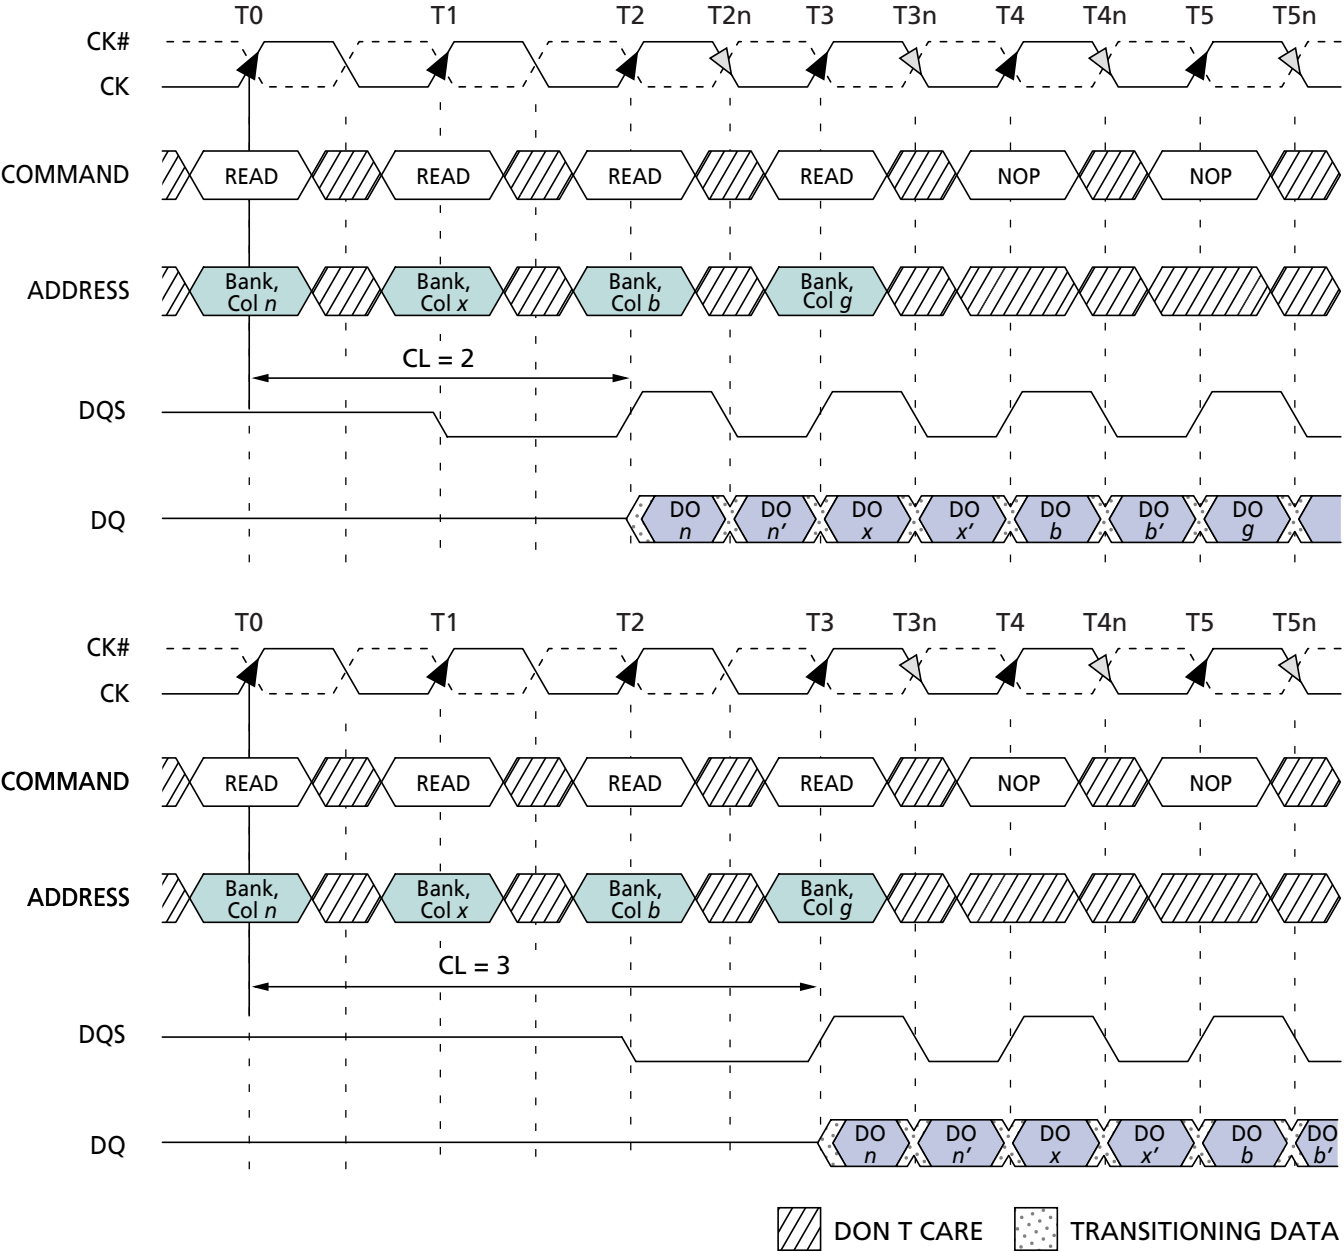 T0 T1 T2 T2n T3 T3n T4 T4n T5 T5n
CK#
CK
COMMAND READ READ READ READ NOP NOP
ADDRESS Bank, Bank, Bank, Bank,
Col n Col x Col b Col g
CL = 2
DQS
DQ DO DO DO DO DO DO DO
n n′ x x′ b b′ g
T0 T1 T2 T3 T3n T4 T4n T5 T5n
CK#
CK
COMMAND READ READ READ READ NOP NOP
ADDRESS Bank, Bank, Bank, Bank,
Col n Col x Col b Col g
CL = 3
DQS
DQ DO DO DO DO DO DO
n n′ x x′ b b′
DON T CARE TRANSITIONING DATA